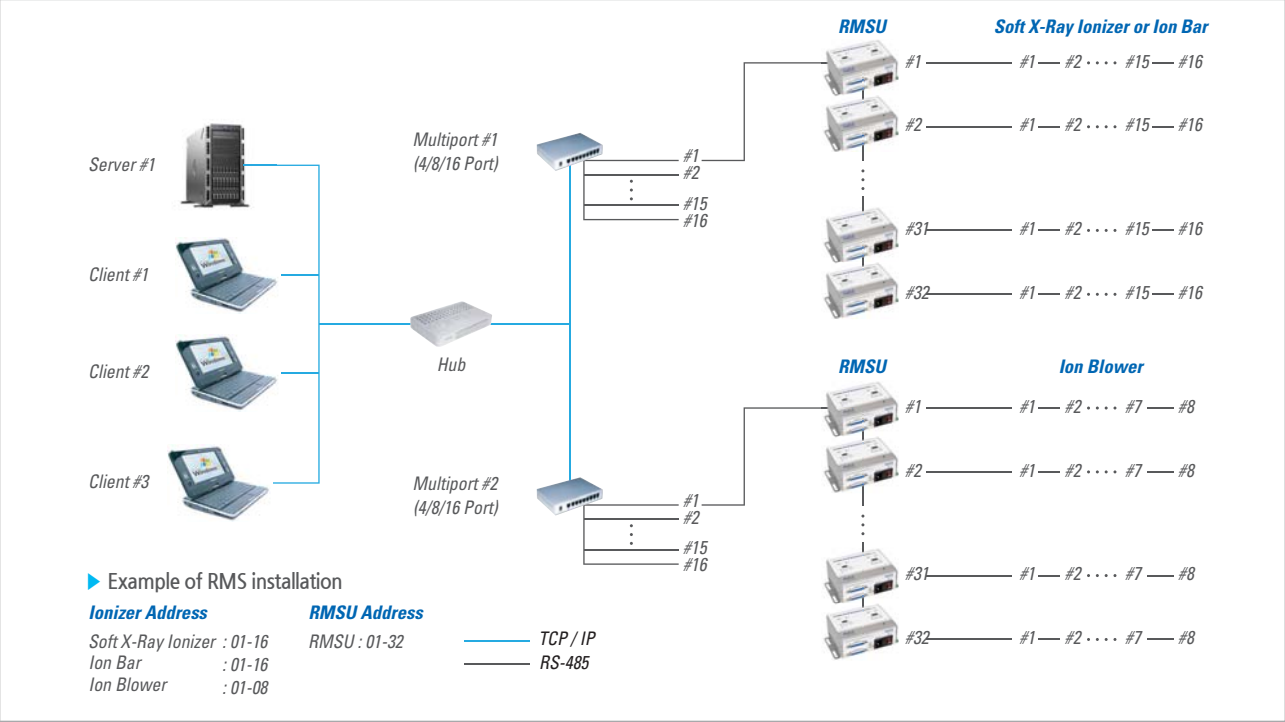 RMSU Soft X-Ray Ionizer or Ion Bar
#1 #1 #2 #15 #16
Multiport #1
(4/8/16 Port)
Server #1
#1
#2
#15
#16
#2 #1 #2 #15 #16
#31 #1 #2 #15 #16
#32 #1 #2 #15 #16
Client #1
Windows
Client #2
Windows
Client #3
Windows
Hub
RMSU Ion Blower
#1 #1 #2 #7 #8
#2 #1 #2 #7 #8
#31 #1 #2 #7 #8
#32 #1 #2 #7 #8
Multiport #2
(4/8/16 Port)
#1
#2
#15
#16
Example of RMS installation
Ionizer Address RMSU Address
Soft X-Ray Ionizer : 01-16 RMSU : 01-32 TCP / IP
Ion Bar : 01-16 RS-485
Ion Blower : 01-08